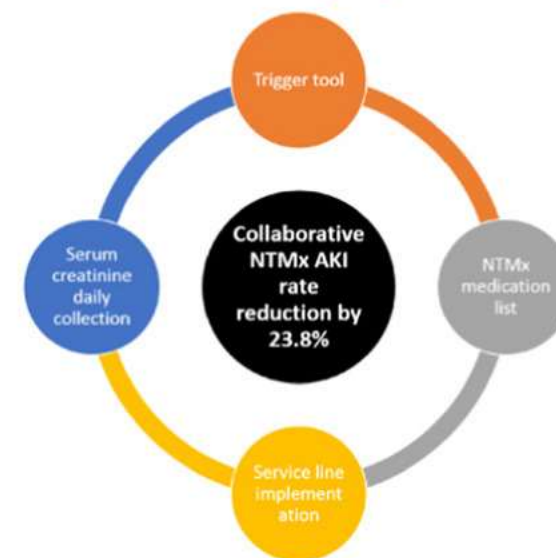 Trigger tool
Collaborative
NTMx AKI
rate
reduction by
23.8%
Serum
creatinine
daily
collection
NTMx
medication
list
Service line
implement
ation